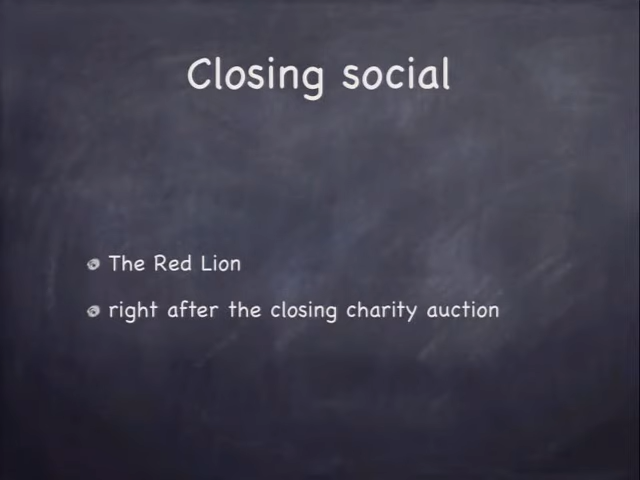 Closing social
The Red Lion
right after the closing charity auction